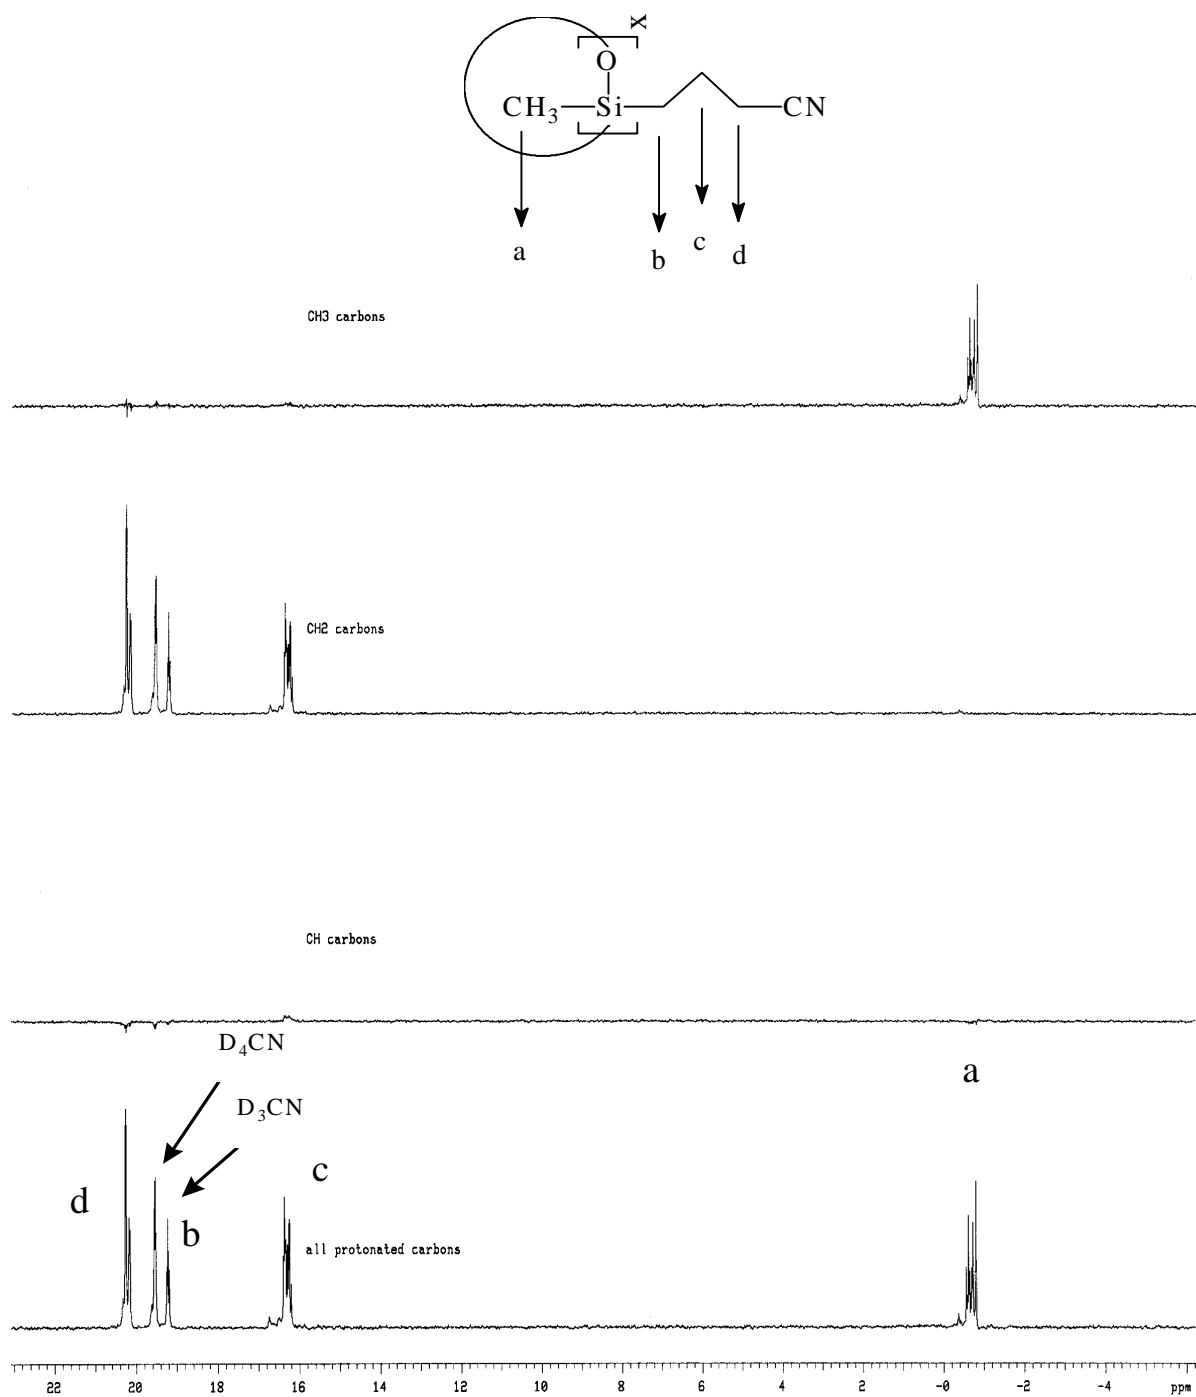 x
O
CH3 Si CN
a b c d
CH3 carbons
CH2 carbons
CH carbons
D4CN
a
D3CN
c
d
b
all protonated carbons
22 20 18 16 14 12 10 8 6 4 2 -0 -2 -4 ppm